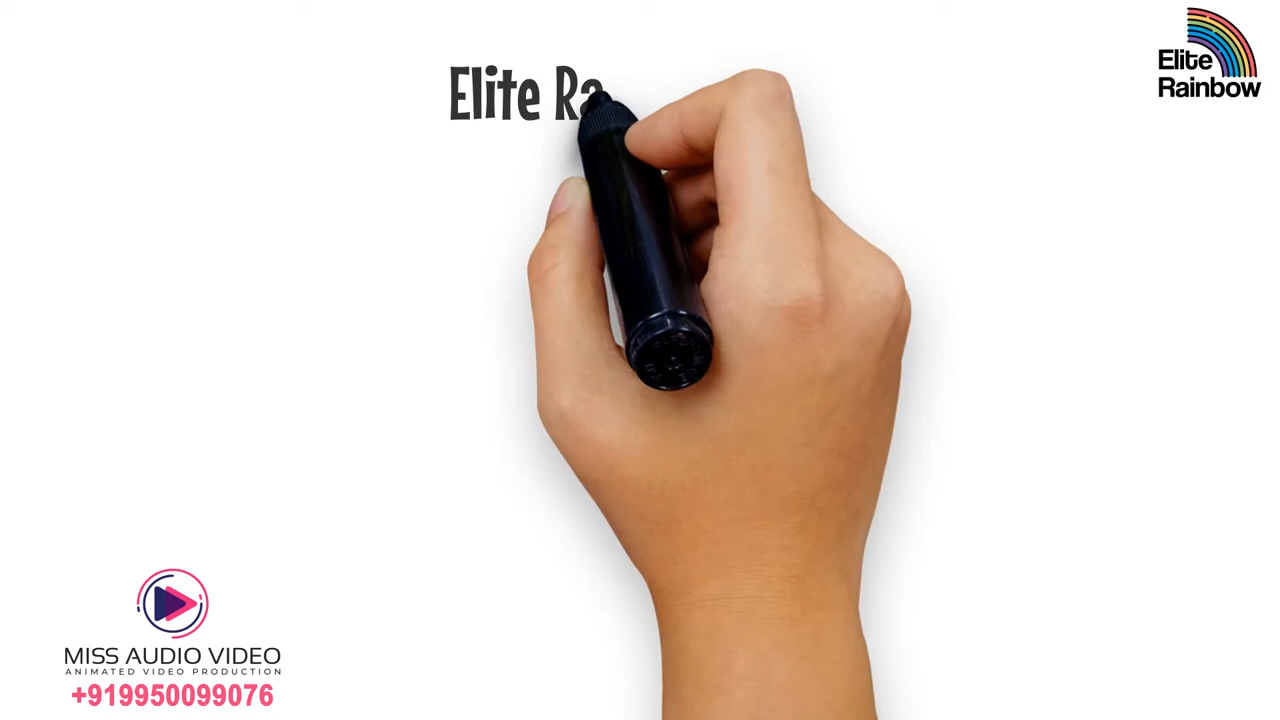 Elite Ra
Elite
Rainbow
MISS AUDIO VIDEO
ANIMATED VIDEO PRODUCTION
+919950099076